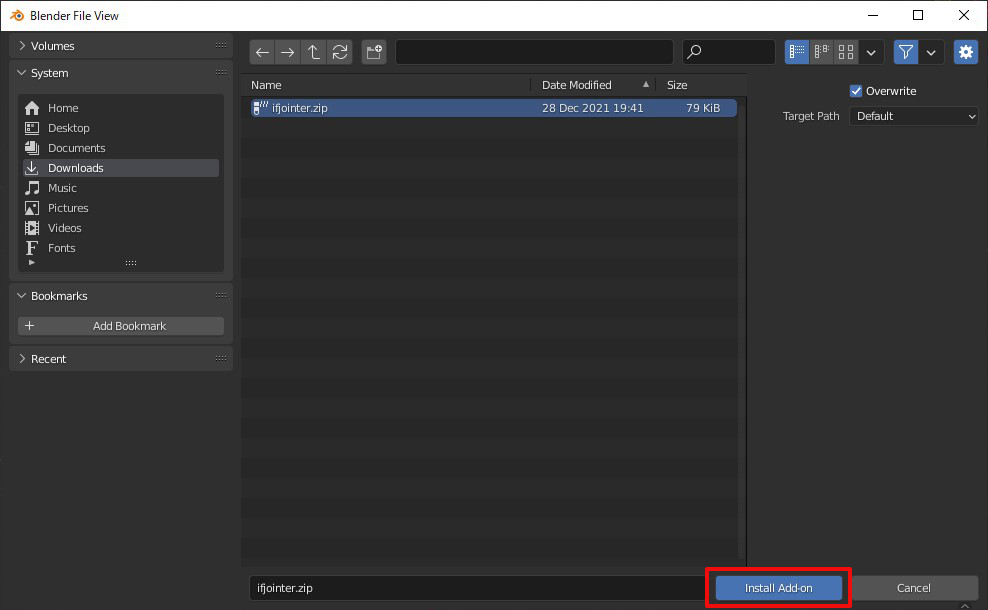 Blender File View
Volumes
System
Home
Desktop
Documents
Downloads
Music
Pictures
Videos
Fonts
Bookmarks
Add Bookmark
Recent
Name Date Modified Size
ifjointer.zip 28 Dec 2021 19:41 79 KiB
Overwrite
Target Path Default
ifjointer.zip Install Add-on Cancel